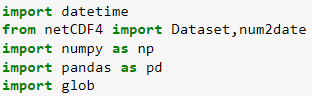 import datetime
from netCDF4 import Dataset,num2date
import numpy as np
import pandas as pd
import glob